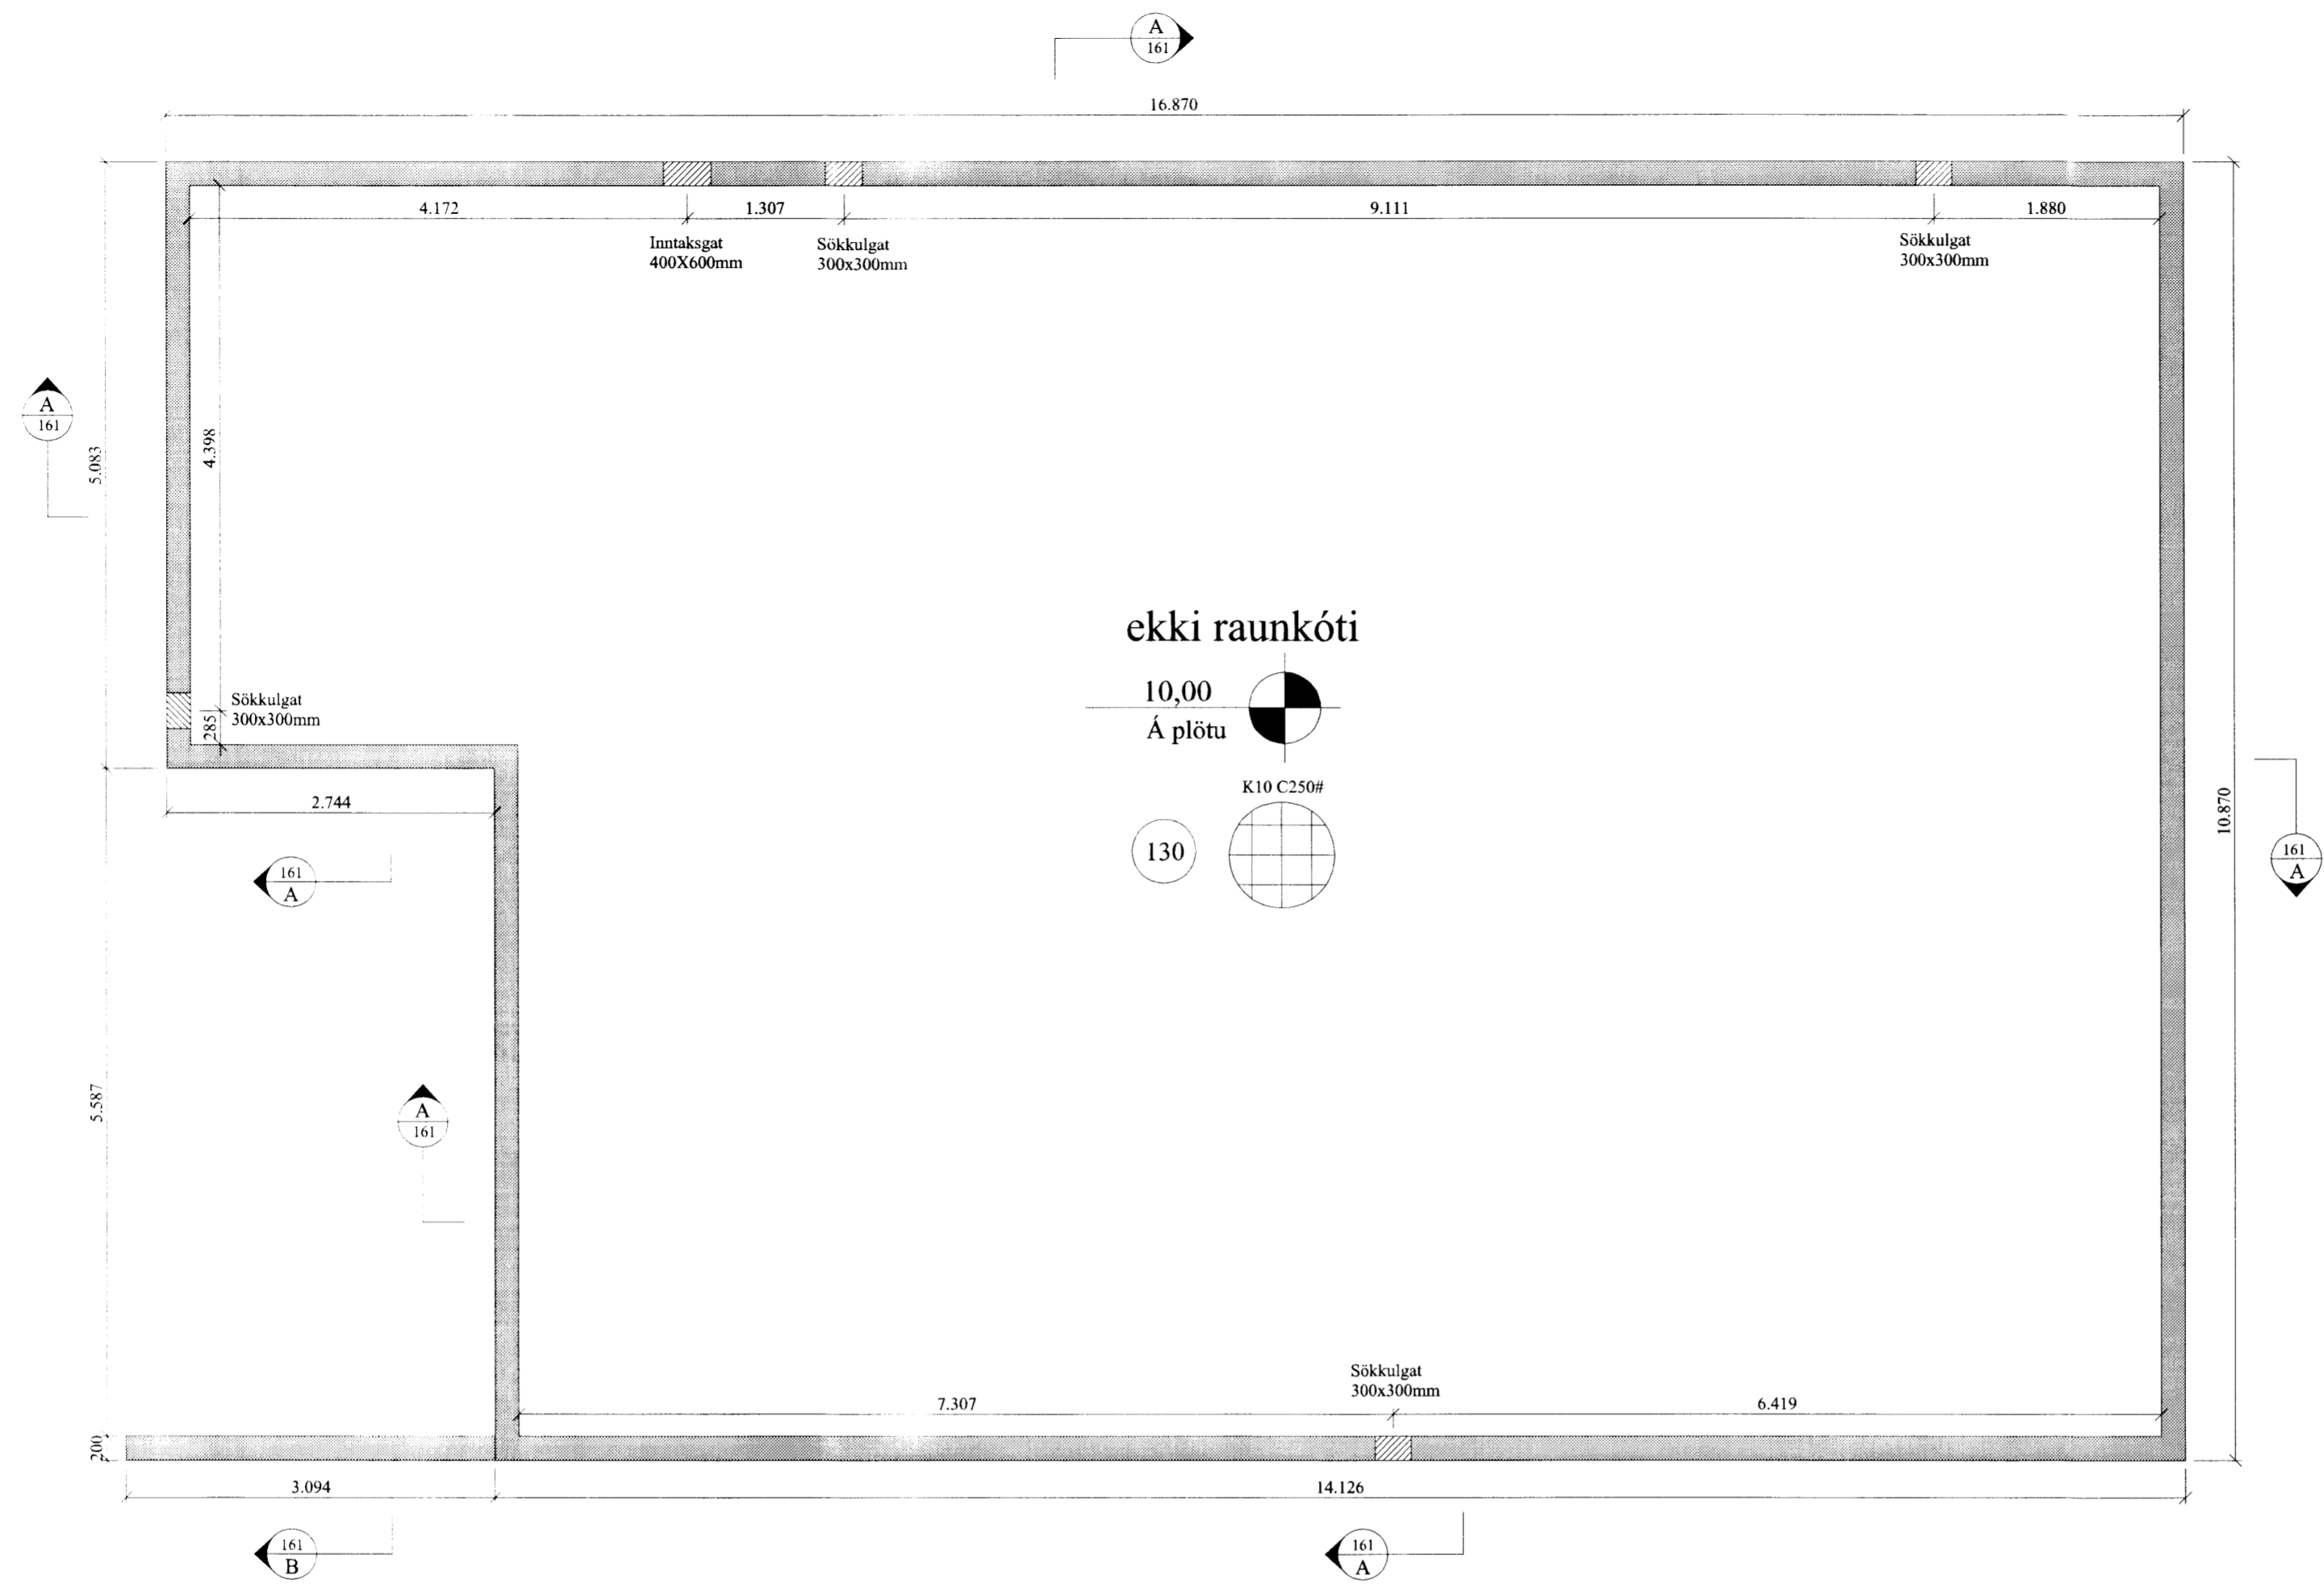 A
161
16.870
4.172
1.307
9.111
1.880
Inntaksgat
400X600mm
Sökkulgat
300x300mm
Sökkulgat
300x300mm
A
161
5.083
4.398
ekki raunkóti
10,00
Á plötu
Sökkulgat
300x300mm
285
K10 C250#
130
2.744
10.870
161
A
161
A
5.587
A
161
Sökkulgat
300x300mm
7.307
6.419
200
3.094
14.126
161
B
161
A